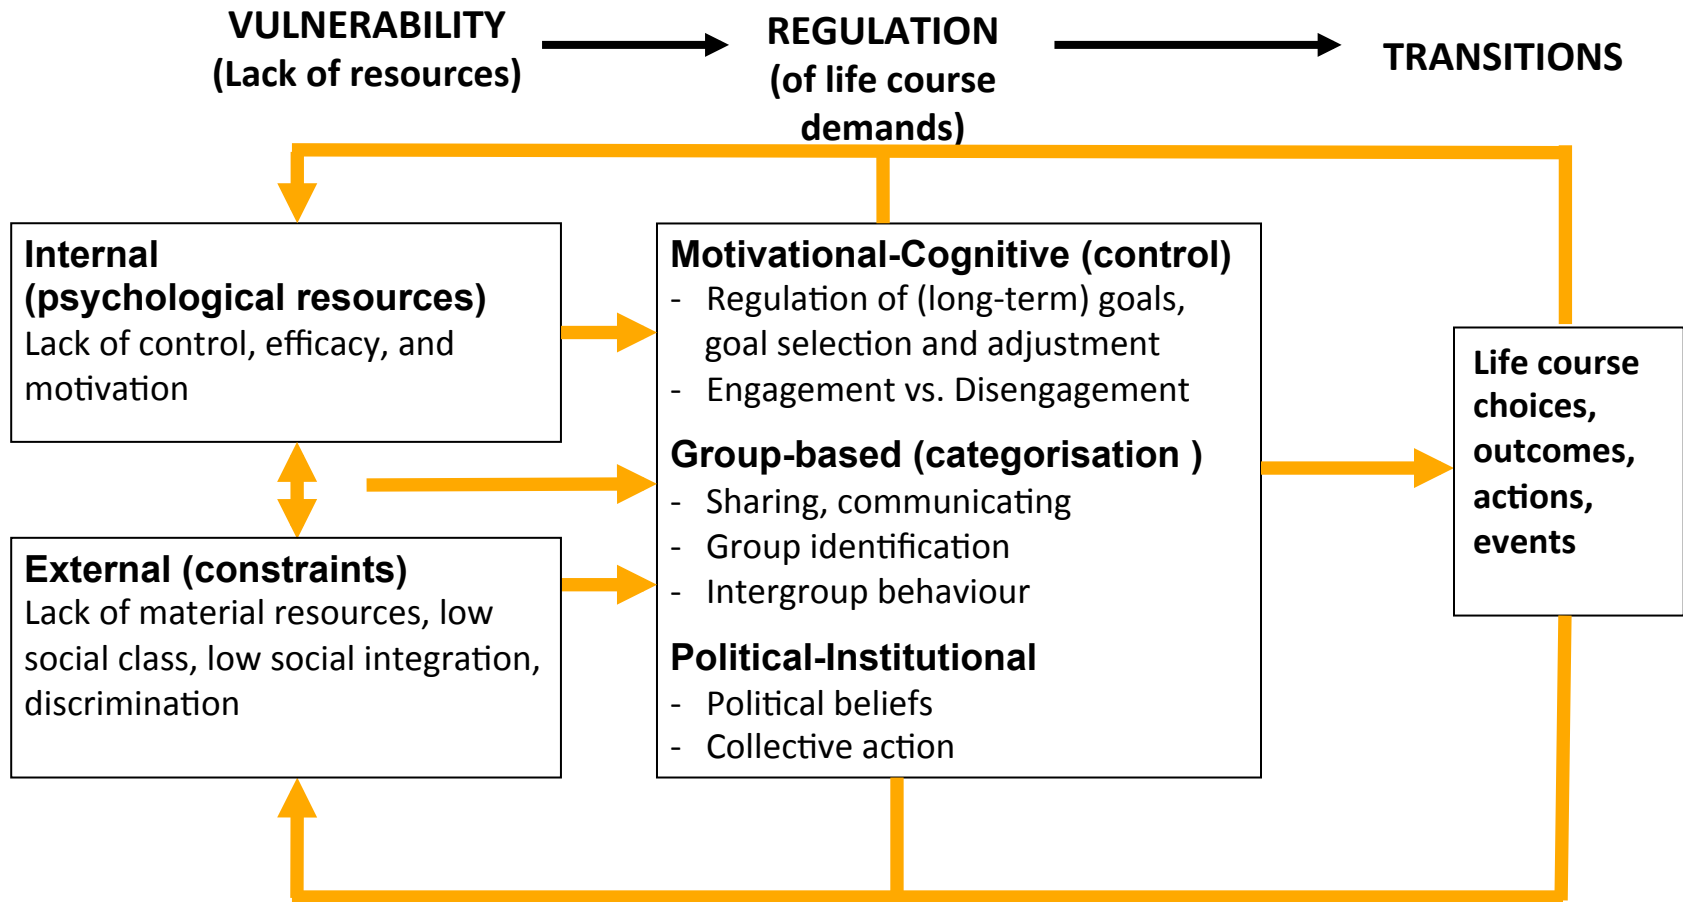 VULNERABILITY
(Lack of resources)
REGULATION
(of life course
demands)
TRANSITIONS
Internal
(psychological resources)
Lack of control, efficacy, and
motivation
External (constraints)
Lack of material resources, low
social class, low social integration,
discrimination
Motivational-Cognitive (control)
- Regulation of (long-term) goals,
goal selection and adjustment
- Engagement vs. Disengagement
Group-based (categorisation )
- Sharing, communicating
- Group identification
- Intergroup behaviour
Political-Institutional
- Political beliefs
- Collective action
Life course
choices,
outcomes,
actions,
events